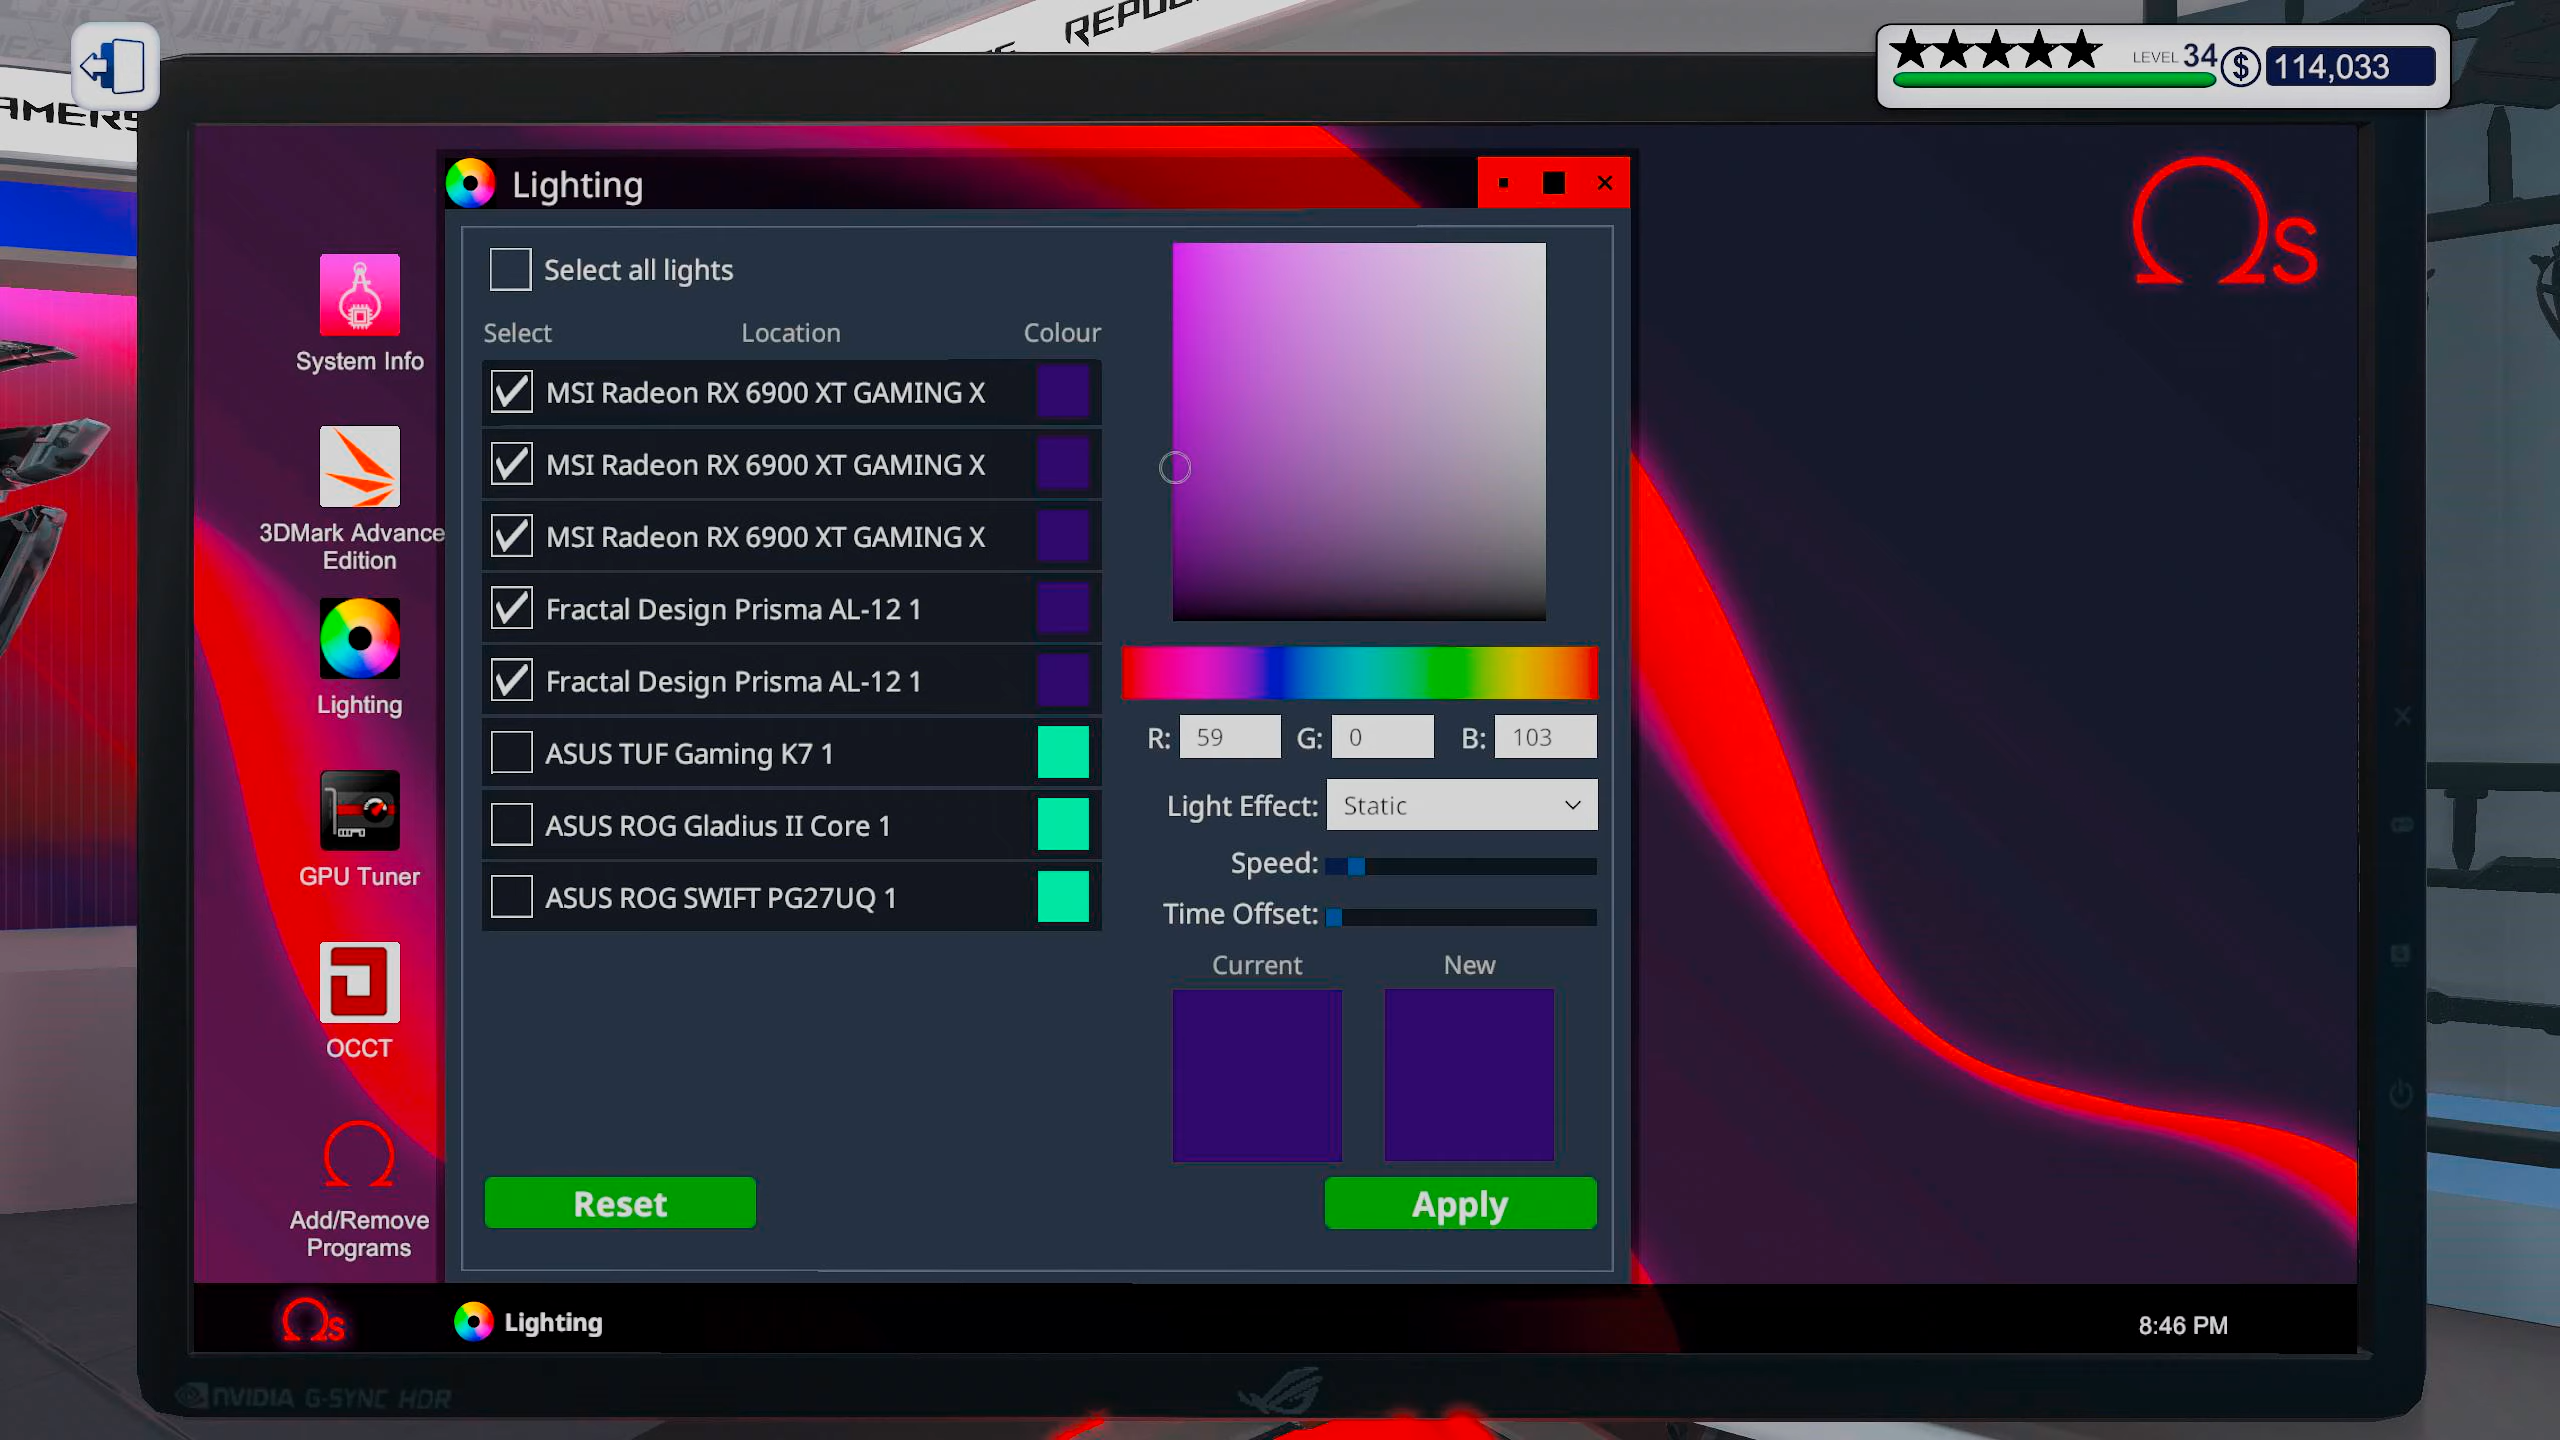 REPUBLIC
GAMERS
LEVEL 34
114,033
Lighting
Ωs
Select all lights
Select Location Colour
MSI Radeon RX 6900 XT GAMING X
MSI Radeon RX 6900 XT GAMING X
MSI Radeon RX 6900 XT GAMING X
Fractal Design Prisma AL-12 1
Fractal Design Prisma AL-12 1
ASUS TUF Gaming K7 1
ASUS ROG Gladius II Core 1
ASUS ROG SWIFT PG27UQ 1
R: 59 G: 0 B: 103
Light Effect: Static
Speed:
Time Offset:
Current New
Reset
Apply
System Info
3DMark Advance
Edition
Lighting
GPU Tuner
OCCT
Add/Remove
Programs
Ωs
Lighting
8:46 PM
NVIDIA G-SYNC HDR